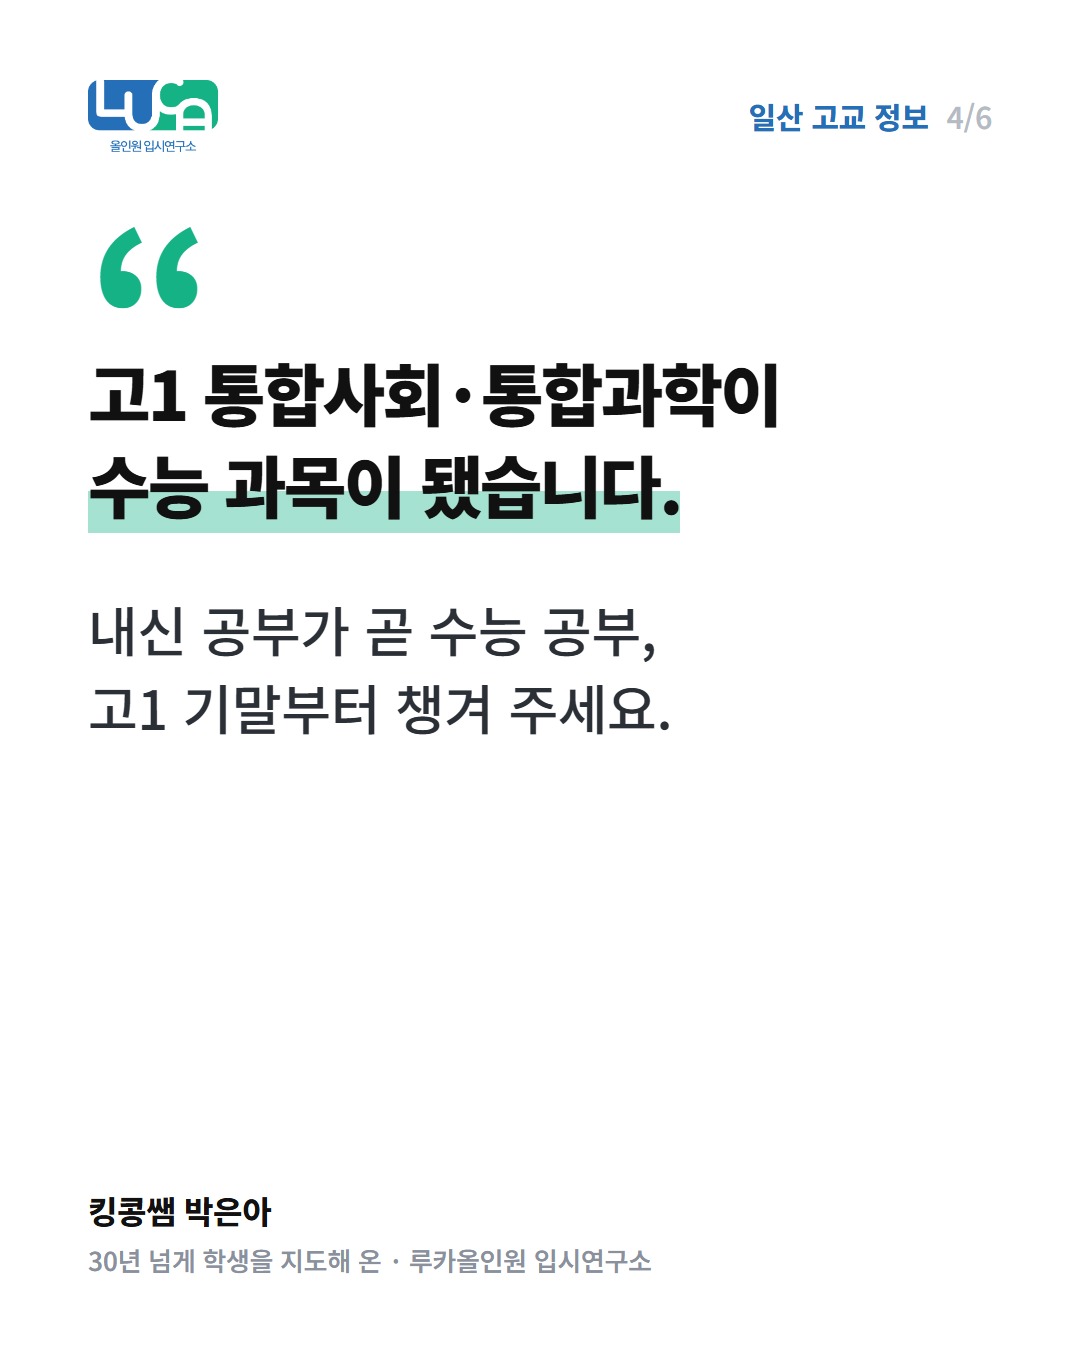 LUCA
올인원 입시연구소
일산 고교 정보 4/6
“
고1 통합사회·통합과학이
수능 과목이 됐습니다.
내신 공부가 곧 수능 공부,
고1 기말부터 챙겨 주세요.
킹콩쌤 박은아
30년 넘게 학생을 지도해 온 · 루카올인원 입시연구소